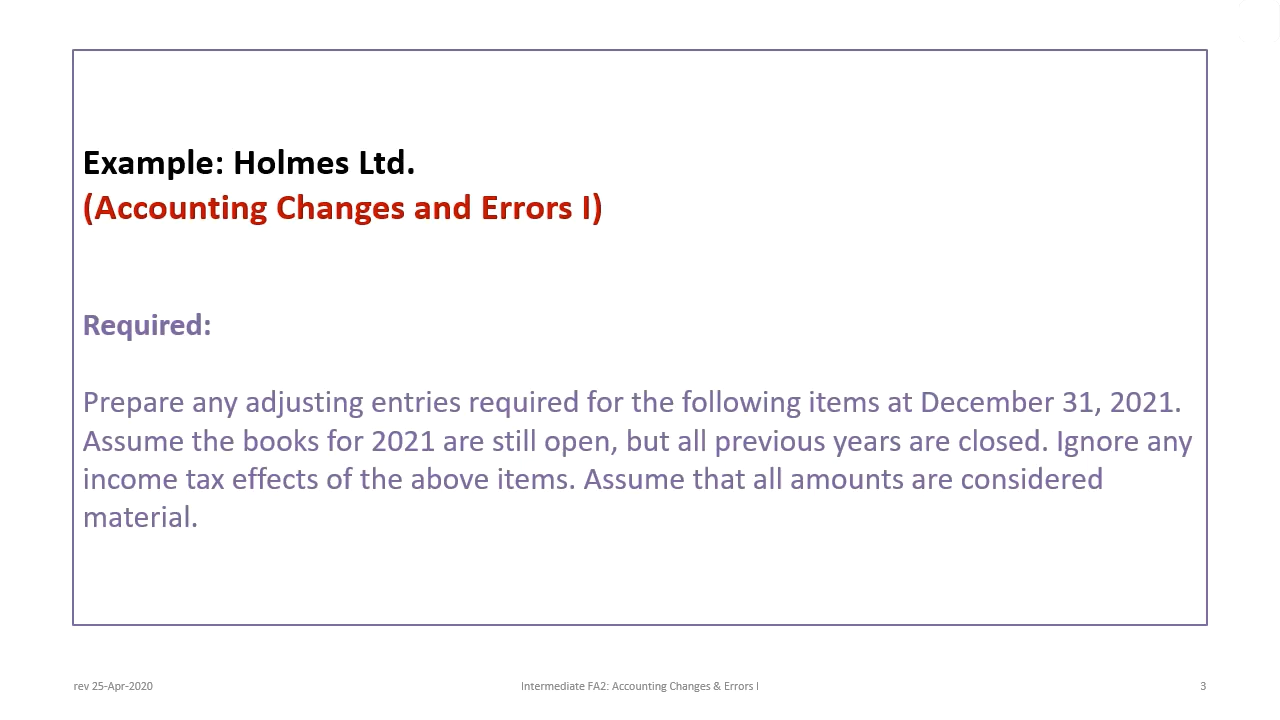 Example: Holmes Ltd.
(Accounting Changes and Errors I)
Required:
Prepare any adjusting entries required for the following items at December 31, 2021.
Assume the books for 2021 are still open, but all previous years are closed. Ignore any
income tax effects of the above items. Assume that all amounts are considered
material.
rev 25-Apr-2020
Intermediate FA2: Accounting Changes & Errors I
3